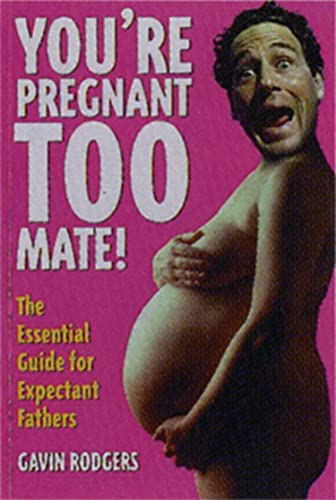 YOU'RE
PREGNANT
TOO
MATE!
The
Essential
Guide for
Expectant
Fathers
GAVIN RODGERS